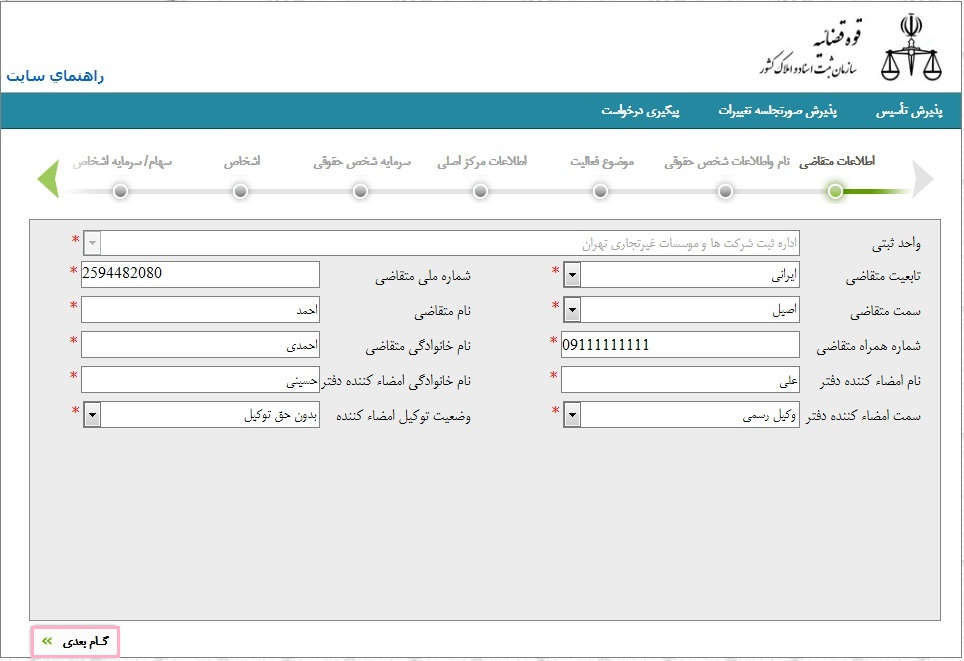 قوه قضائیه
سازمان ثبت اسناد و املاک کشور
راهنمای سایت
پذیرش تأسیس
پذیرش صورتجلسه تغییرات
پیگیری درخواست
اطلاعات متقاضی
نام واطلاعات شخص حقوقی
موضوع فعالیت
اطلاعات مرکز اصلی
سرمایه شخص حقوقی
اشخاص
سهام/ سرمایه اشخاص
واحد ثبتی
اداره ثبت شرکت ها و موسسات غیرتجاری تهران
*
تابعیت متقاضی
ایرانی
*
شماره ملی متقاضی
2594482080
*
سمت متقاضی
اصیل
*
نام متقاضی
احمد
*
شماره همراه متقاضی
09111111111
*
نام خانوادگی متقاضی
احمدی
*
نام امضاء کننده دفتر
علی
*
نام خانوادگی امضاء کننده دفتر
حسینی
*
سمت امضاء کننده دفتر
وکیل رسمی
*
وضعیت توکیل امضاء کننده
بدون حق توکیل
*
گام بعدی »